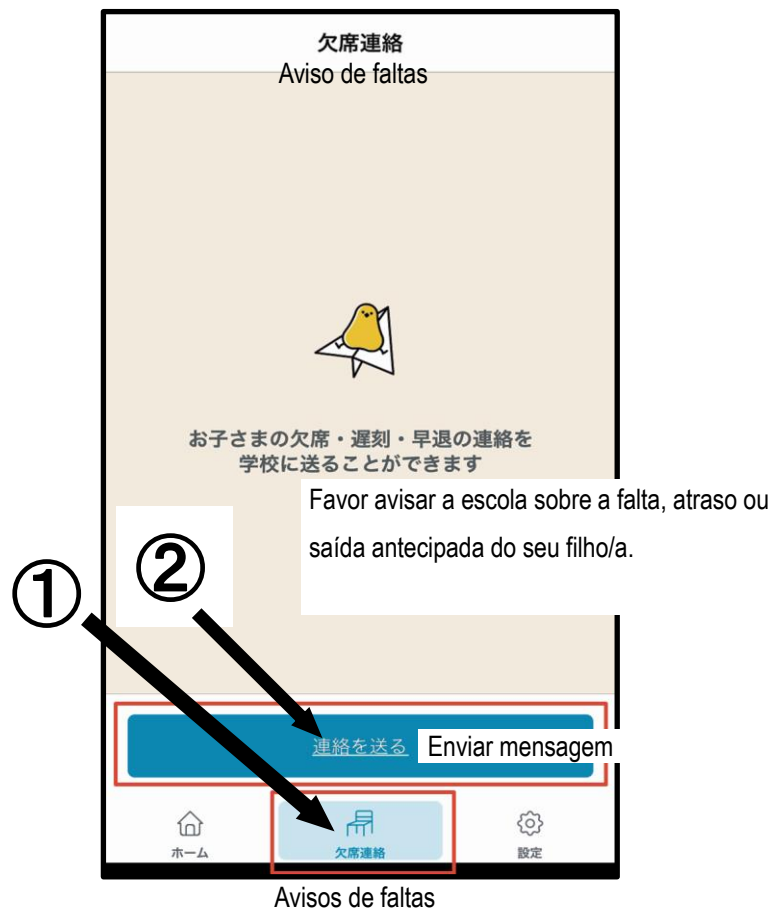 欠席連絡
Aviso de faltas
お子さまの欠席・遅刻・早退の連絡を
学校に送ることができます
Favor avisar a escola sobre a falta, atraso ou
saída antecipada do seu filho/a.
②
①
連絡を送る Enviar mensagem
ホーム 欠席連絡 設定
Avisos de faltas